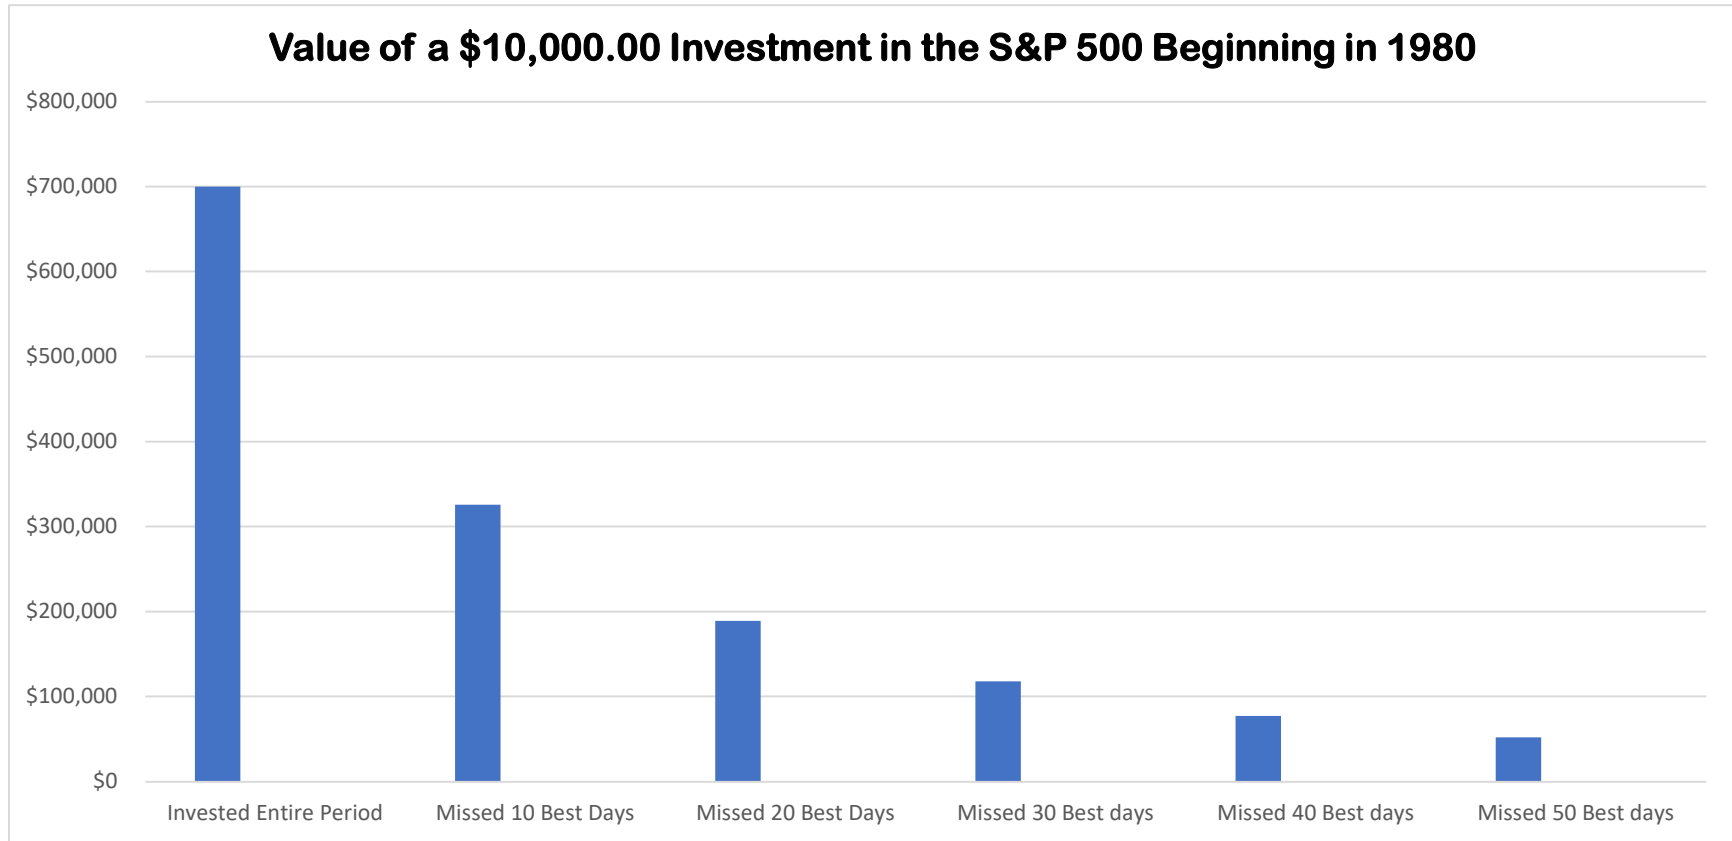 Value of a $10,000.00 Investment in the S&P 500 Beginning in 1980
$800,000
$700,000
$600,000
$500,000
$400,000
$300,000
$200,000
$100,000
$0
Invested Entire Period
Missed 10 Best Days
Missed 20 Best Days
Missed 30 Best days
Missed 40 Best days
Missed 50 Best days